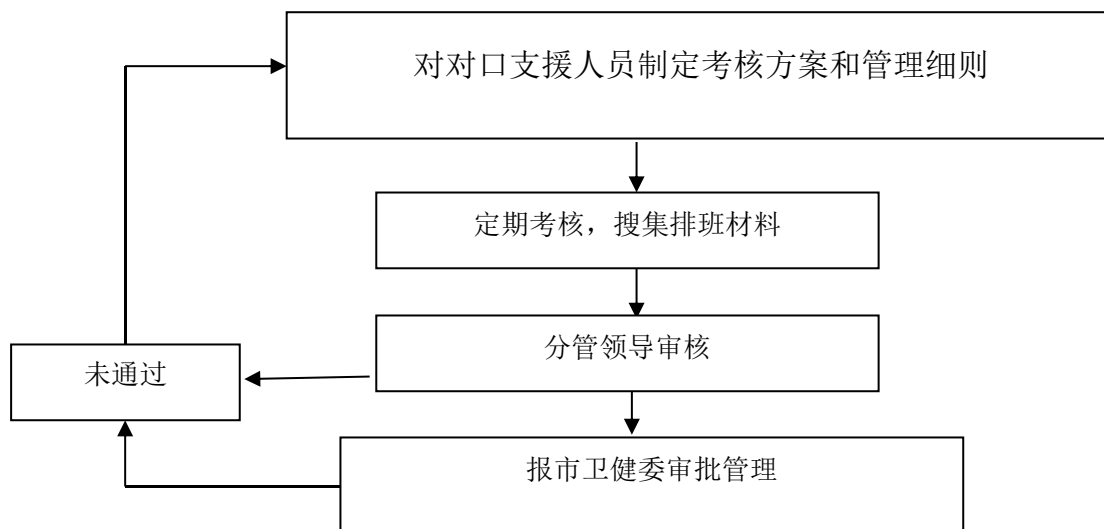 对对口支援人员制定考核方案和管理细则
定期考核，搜集排班材料
分管领导审核
未通过
报市卫健委审批管理